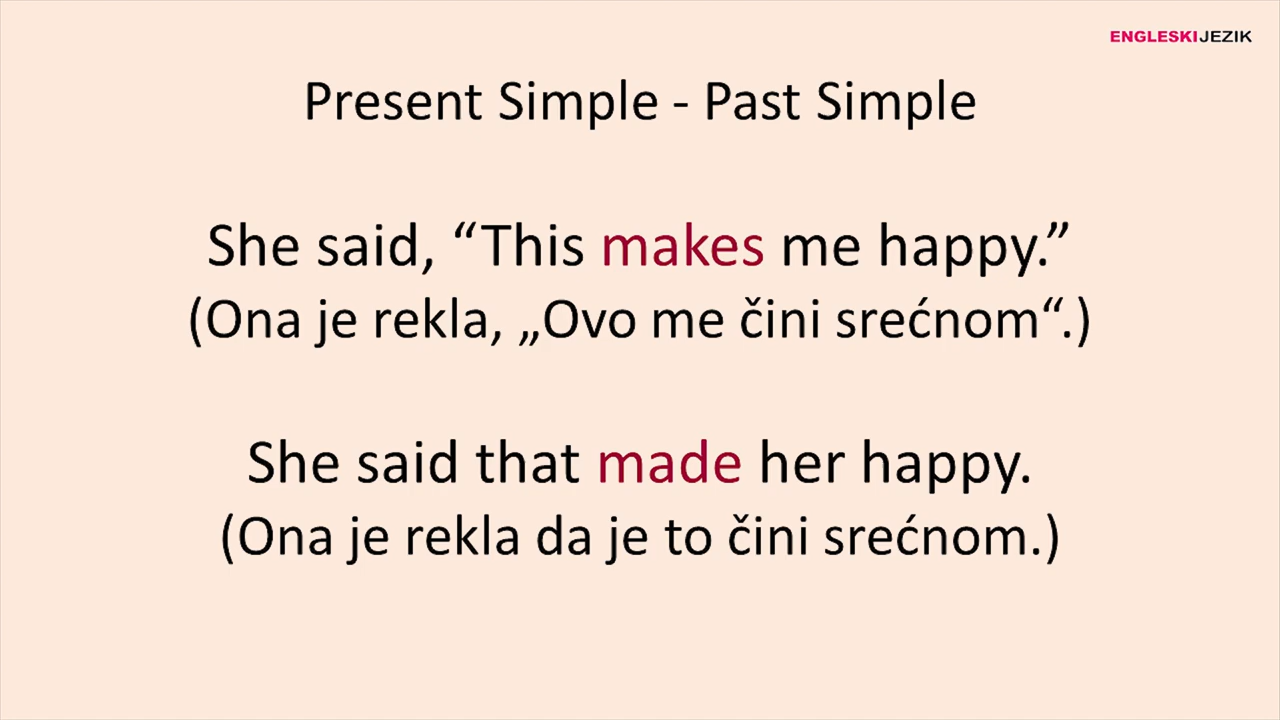 ENGLESKIJEZIK
Present Simple - Past Simple
She said, “This makes me happy.”
(Ona je rekla, „Ovo me čini srećnom“.)
She said that made her happy.
(Ona je rekla da je to čini srećnom.)